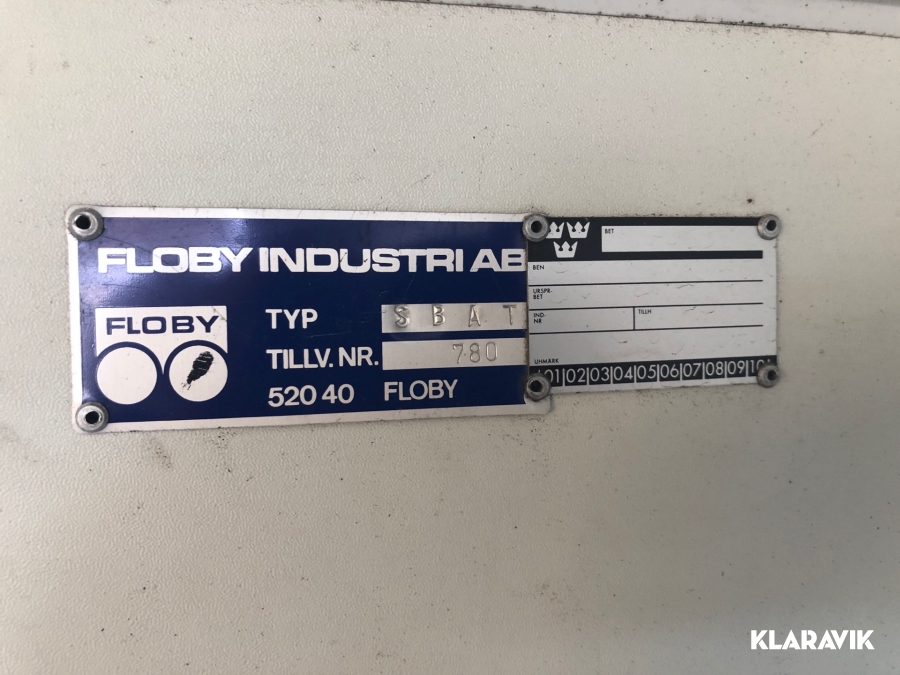 FLOBY INDUSTRI AB
FLOBY
TYP SBAT
TILLV. NR. 780
520 40 FLOBY
BET
BEN
URSPR-
BET
IND-
NR
TILLH
UHMÄRK
01|02|03|04|05|06|07|08|09|10
KLARAVIK